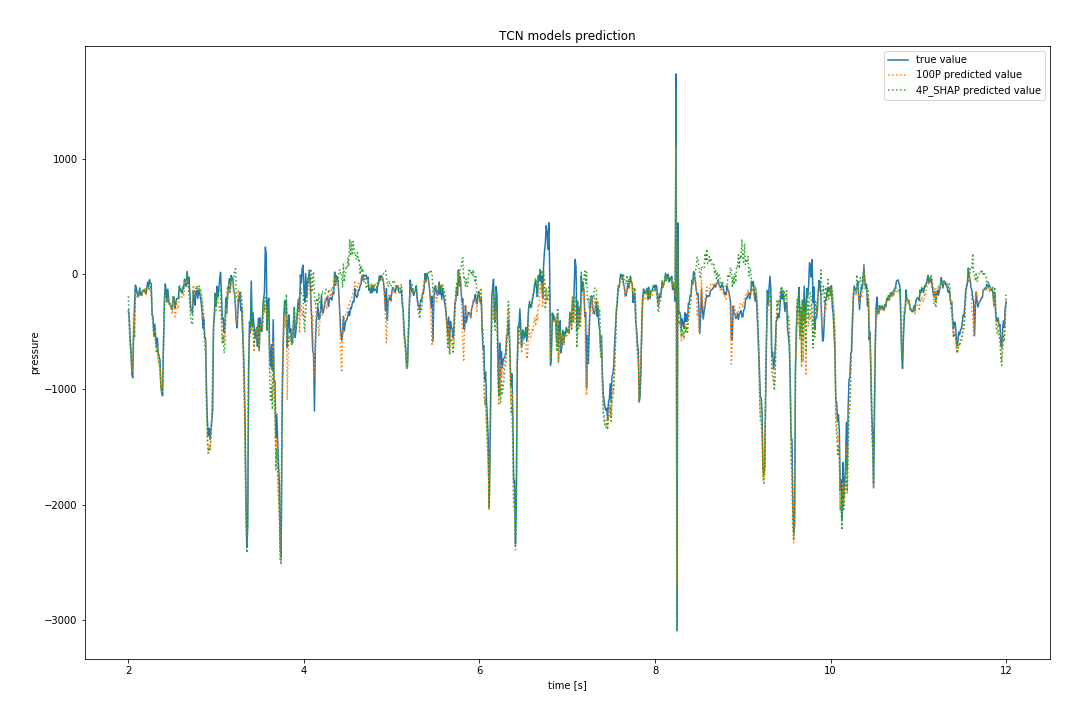 TCN models prediction
true value
100P predicted value
4P_SHAP predicted value
pressure
1000
0
−1000
−2000
−3000
2
4
6
8
10
12
time [s]